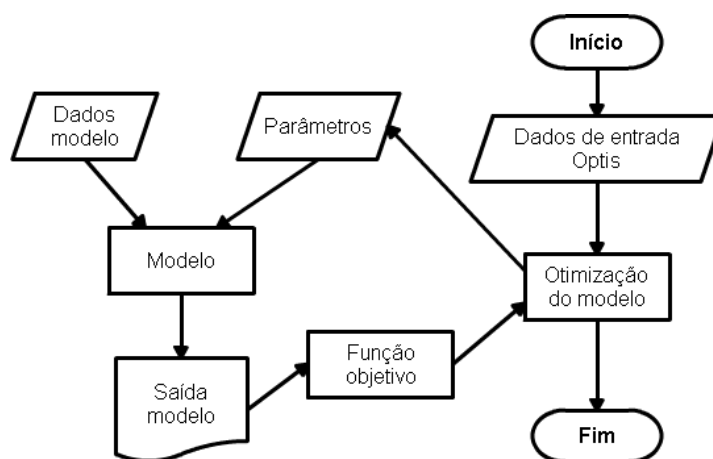 Início
Dados
modelo
Parâmetros
Dados de entrada
Optis
Modelo
Otimização
do modelo
Função
objetivo
Saída
modelo
Fim